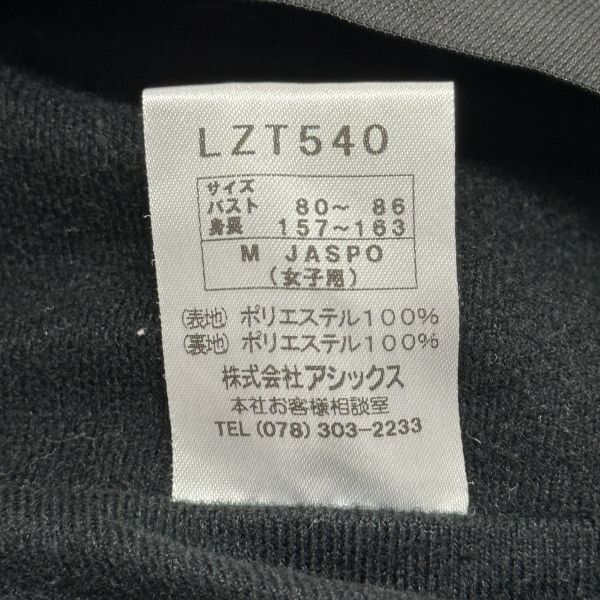 LZT540
サイズ
バスト 80〜 86
身長 157〜163
M JASPO
(女子用)
(表地) ポリエステル100%
(裏地) ポリエステル100%
株式会社アシックス
本社お客様相談室
TEL (078) 303-2233